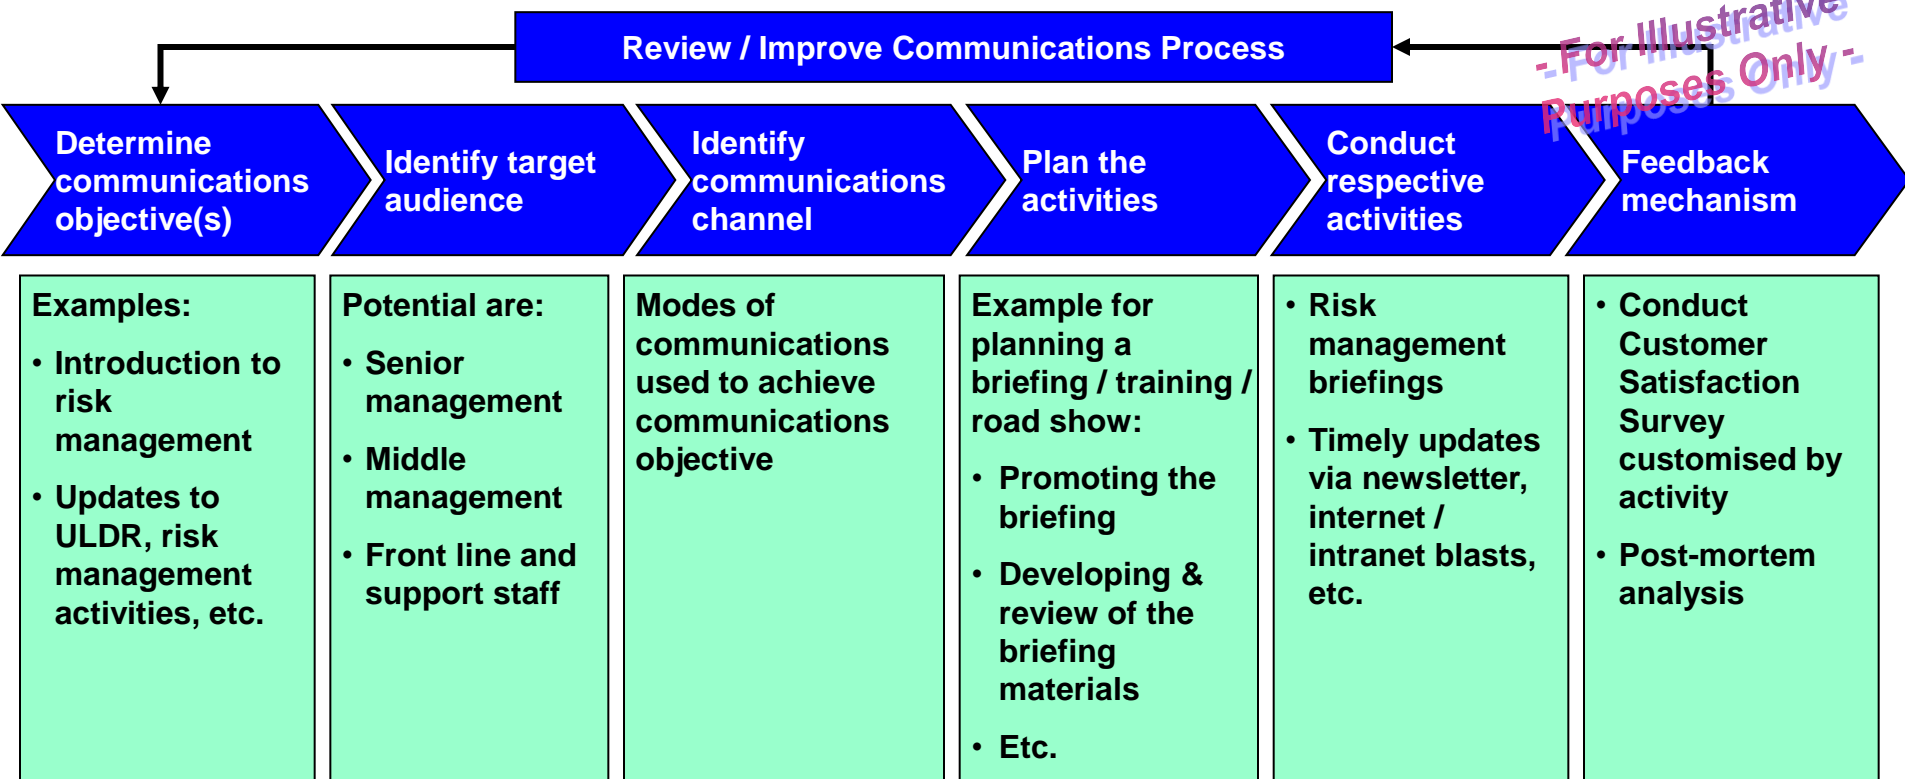 Review / Improve Communications Process
- For Illustrative
Purposes Only -
Determine
communications
objective(s)
Identify target
audience
Identify
communications
channel
Plan the
activities
Conduct
respective
activities
Feedback
mechanism
Examples:
• Introduction to
risk
management
• Updates to
ULDR, risk
management
activities, etc.
Potential are:
• Senior
management
• Middle
management
• Front line and
support staff
Modes of
communications
used to achieve
communications
objective
Example for
planning a
briefing / training /
road show:
• Promoting the
briefing
• Developing &
review of the
briefing
materials
• Etc.
• Risk
management
briefings
• Timely updates
via newsletter,
internet /
intranet blasts,
etc.
• Conduct
Customer
Satisfaction
Survey
customised by
activity
• Post-mortem
analysis